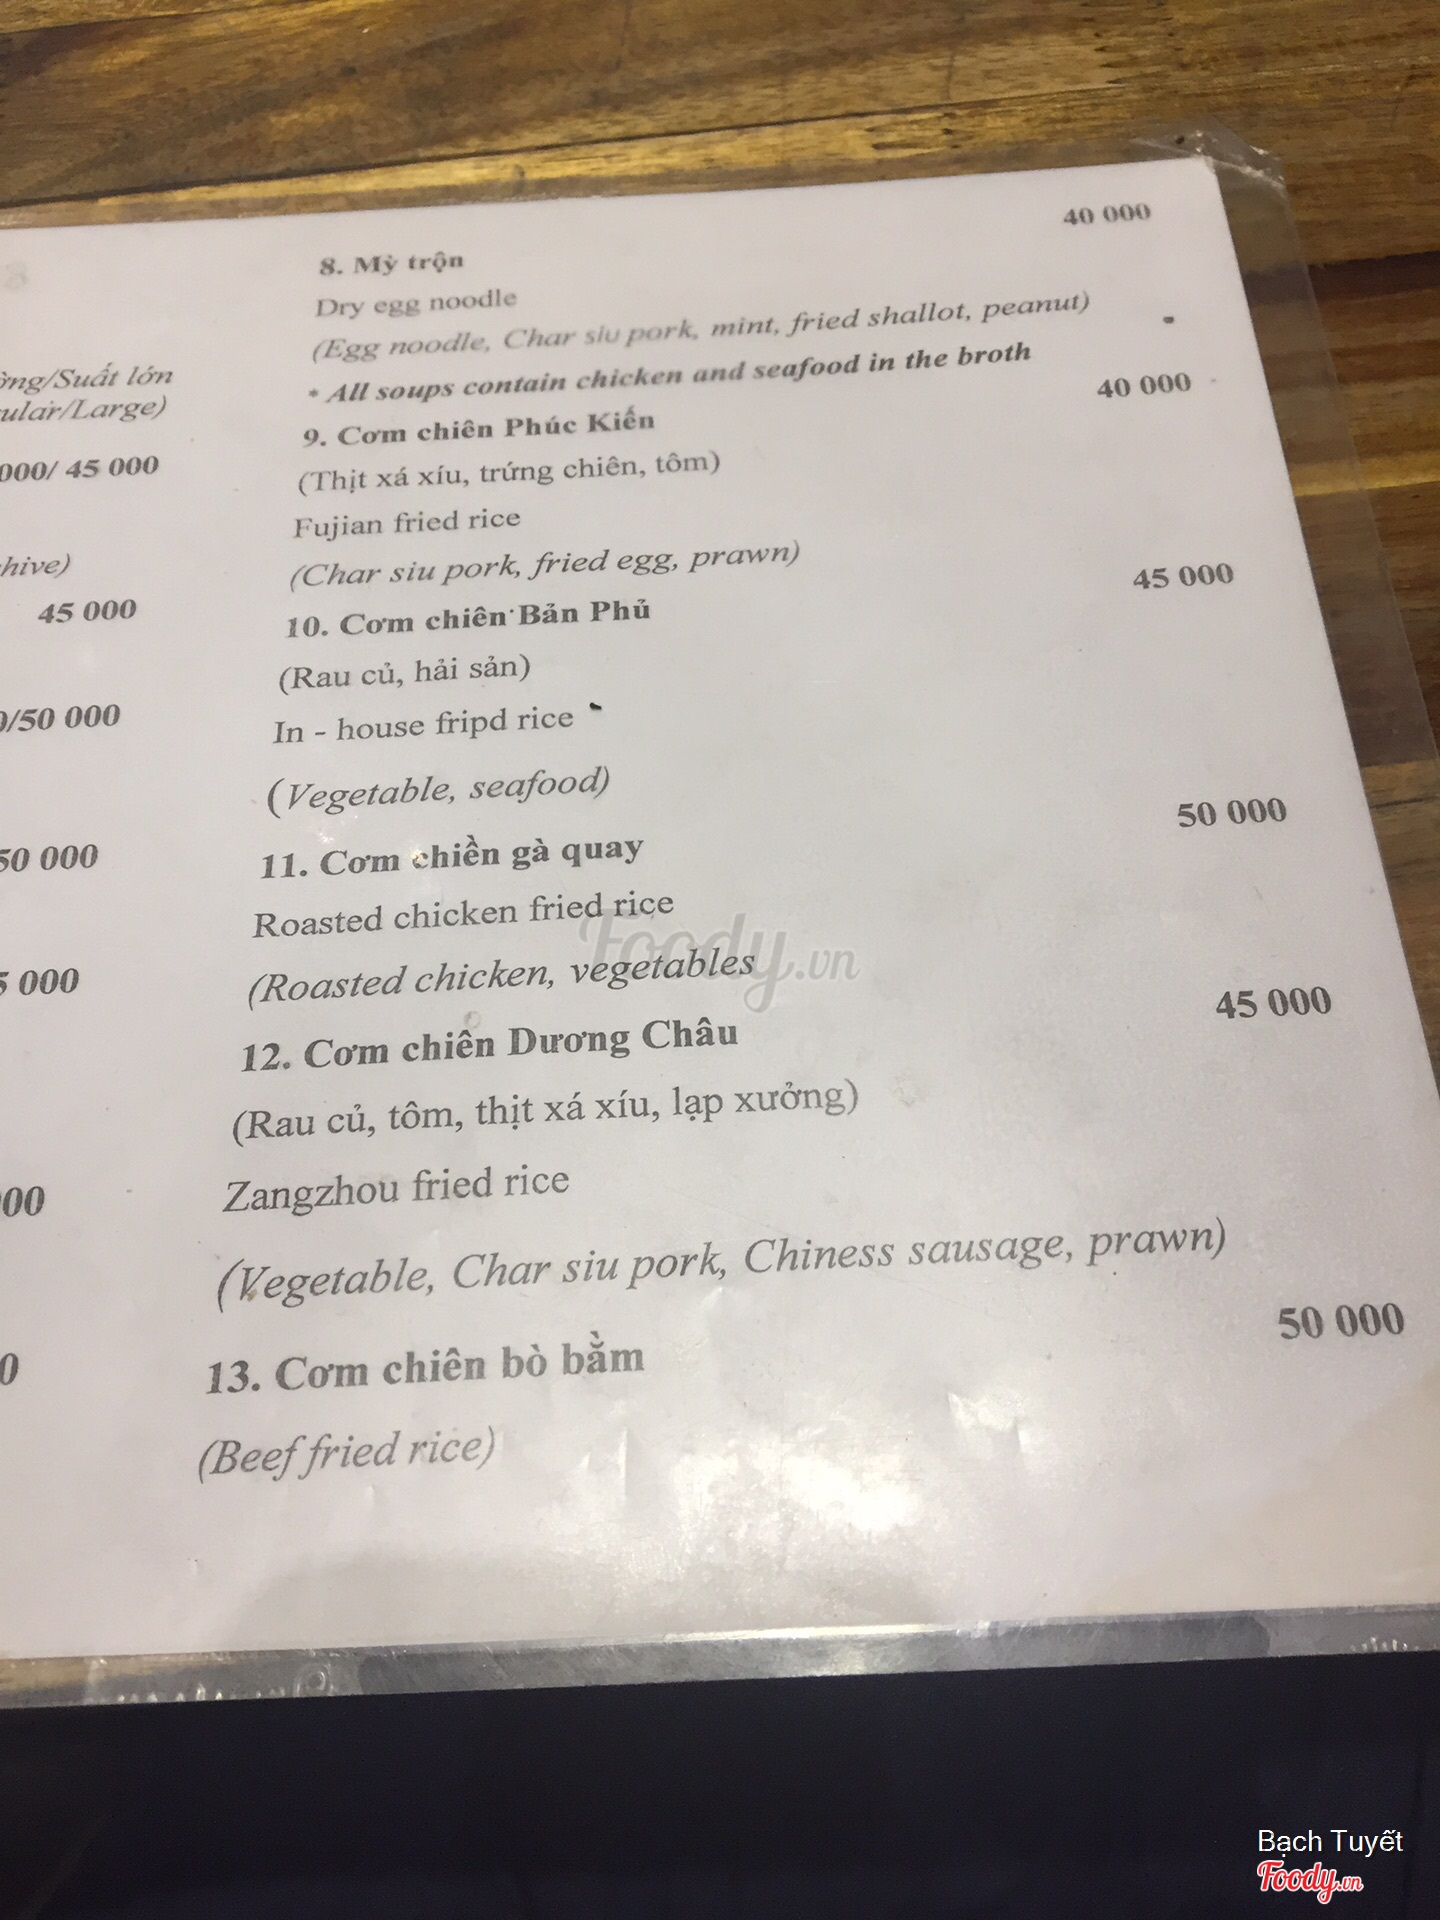 ờng/Suất lớn
ular/Large)
000/ 45 000
hive)
45 000
0/50 000
50 000
5 000
00
0
8. Mỳ trộn 40 000
Dry egg noodle
(Egg noodle, Char siu pork, mint, fried shallot, peanut)
* All soups contain chicken and seafood in the broth
9. Cơm chiên Phúc Kiến 40 000
(Thịt xá xíu, trứng chiên, tôm)
Fujian fried rice
(Char siu pork, fried egg, prawn)
10. Cơm chiên Bản Phủ 45 000
(Rau củ, hải sản)
In - house fripd rice
(Vegetable, seafood)
11. Cơm chiền gà quay 50 000
Roasted chicken fried rice
(Roasted chicken, vegetables
12. Cơm chiên Dương Châu 45 000
(Rau củ, tôm, thịt xá xíu, lạp xưởng)
Zangzhou fried rice
(Vegetable, Char siu pork, Chiness sausage, prawn)
13. Cơm chiên bò bằm 50 000
(Beef fried rice)
Foody.vn
Bạch Tuyết
Foody.vn